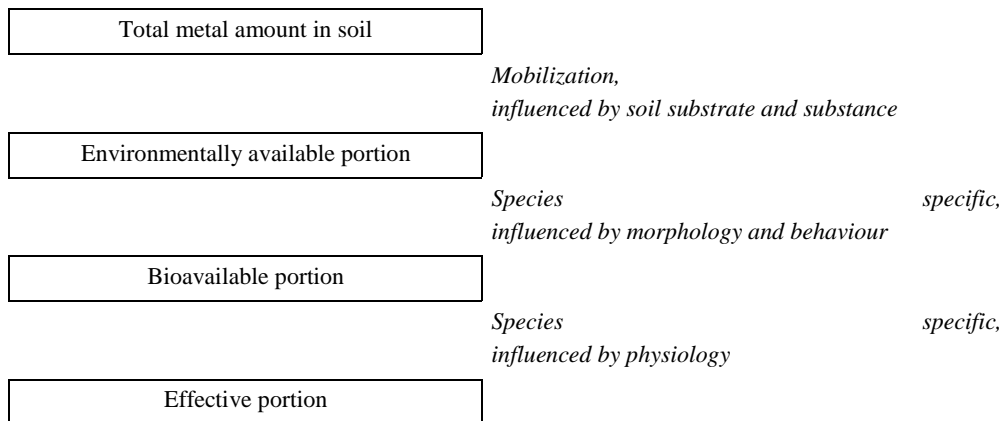 Total metal amount in soil
Mobilization,
influenced by soil substrate and substance
Environmentally available portion
Species specific,
influenced by morphology and behaviour
Bioavailable portion
Species specific,
influenced by physiology
Effective portion